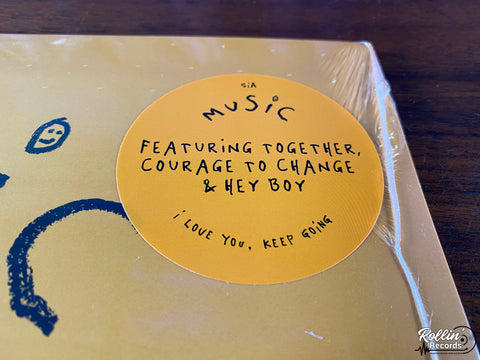 SiA
MUSiC
FEATURING TOGETHER,
COURAGE TO CHANGE
& HEY BOY
i LOVE YOU, KEEP GOiNG
Rollin'
Records